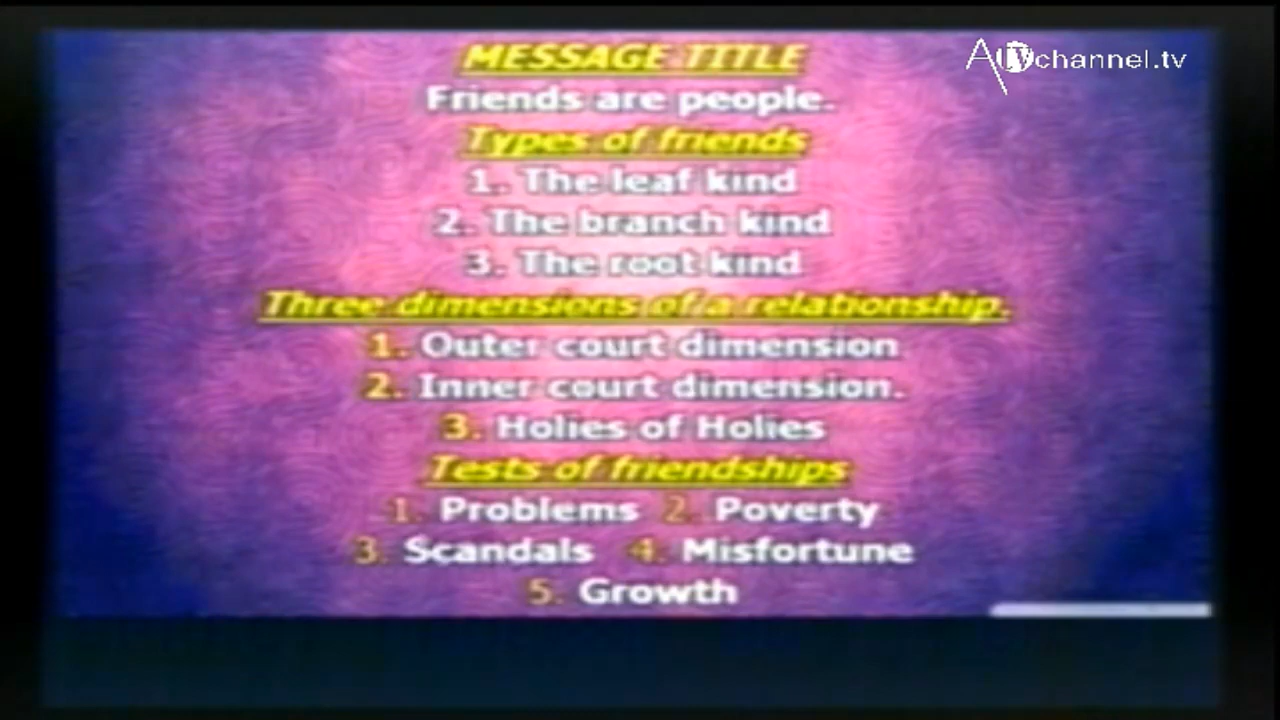 MESSAGE TITLE
channel.tv
Friends are people.
Types of friends
1. The leaf kind
2. The branch kind
3. The root kind
Three dimensions of a relationship.
1. Outer court dimension
2. Inner court dimension.
3. Holies of Holies
Tests of friendships
1. Problems 2. Poverty
3. Scandals 4. Misfortune
5. Growth